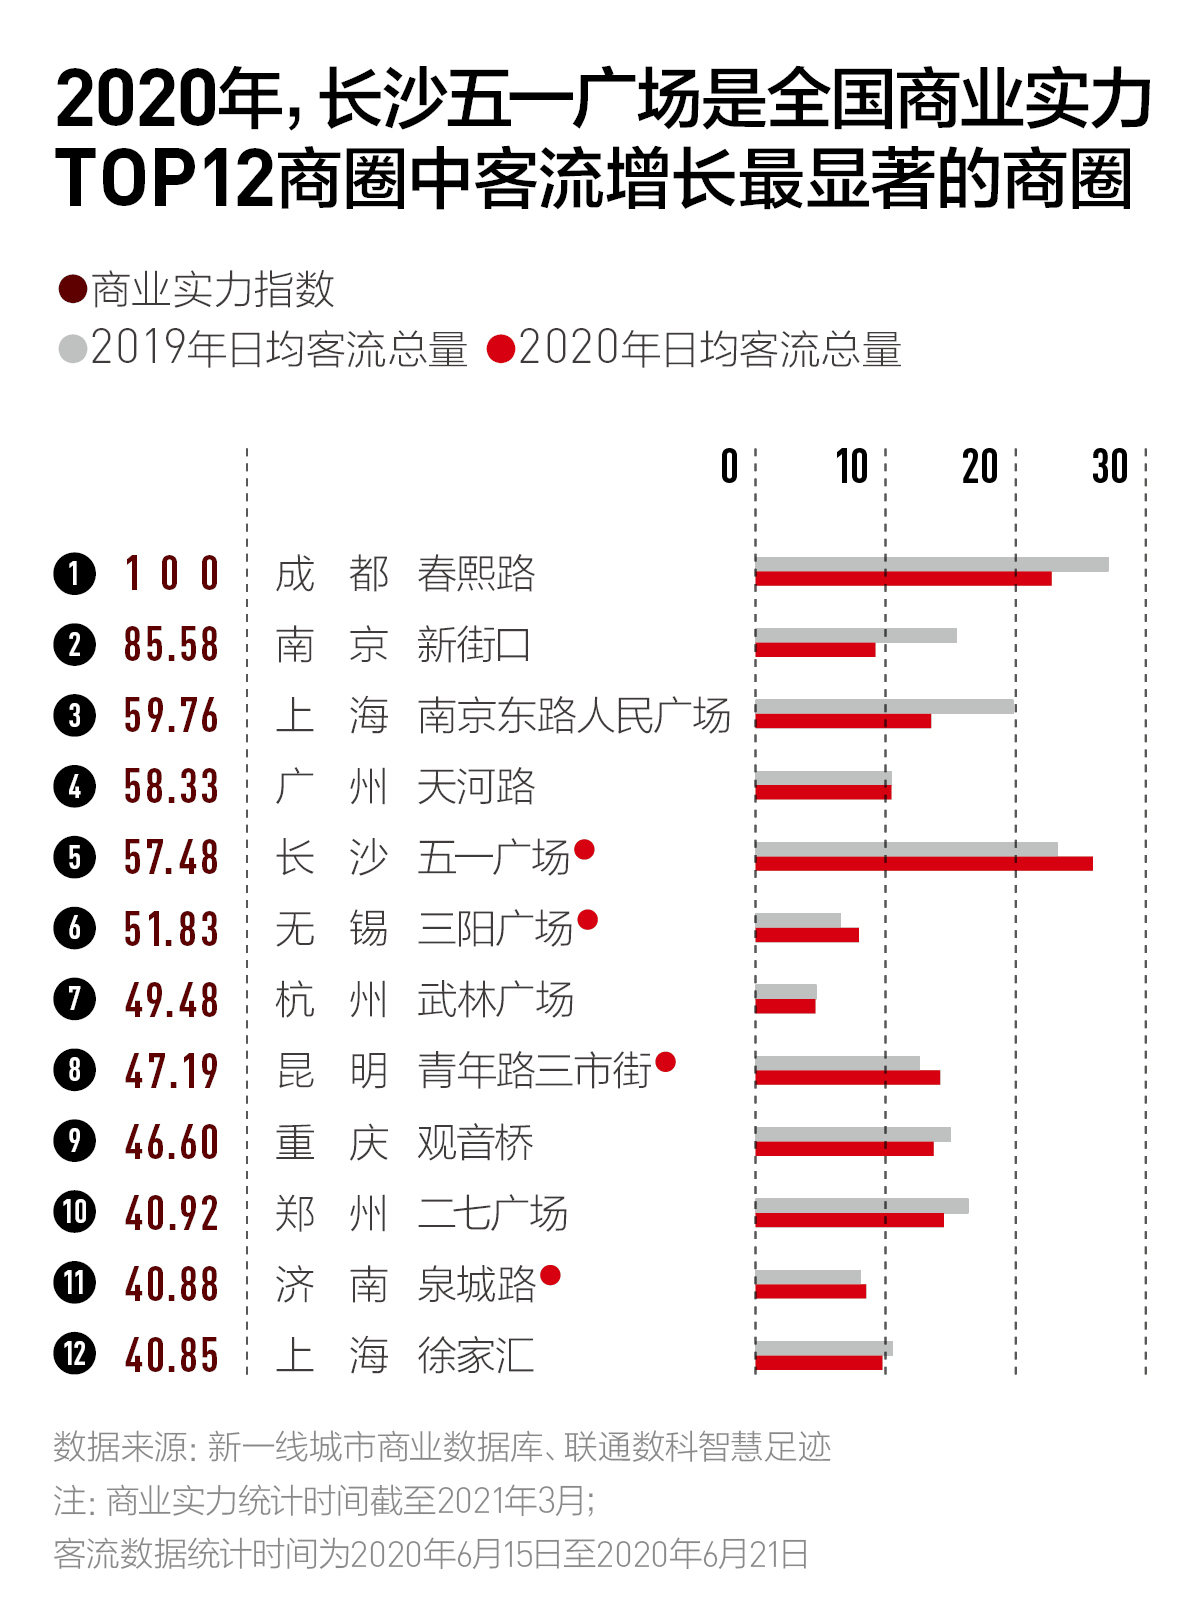 2020年，长沙五一广场是全国商业实力
TOP12商圈中客流增长最显著的商圈
商业实力指数
2019年日均客流总量 2020年日均客流总量
0 10 20 30
1 100 成都 春熙路
2 85.58 南京 新街口
3 59.76 上海 南京东路人民广场
4 58.33 广州 天河路
5 57.48 长沙 五一广场
6 51.83 无锡 三阳广场
7 49.48 杭州 武林广场
8 47.19 昆明 青年路三市街
9 46.60 重庆 观音桥
10 40.92 郑州 二七广场
11 40.88 济南 泉城路
12 40.85 上海 徐家汇
数据来源：新一线城市商业数据库、联通数科智慧足迹
注：商业实力统计时间截至2021年3月；
客流数据统计时间为2020年6月15日至2020年6月21日